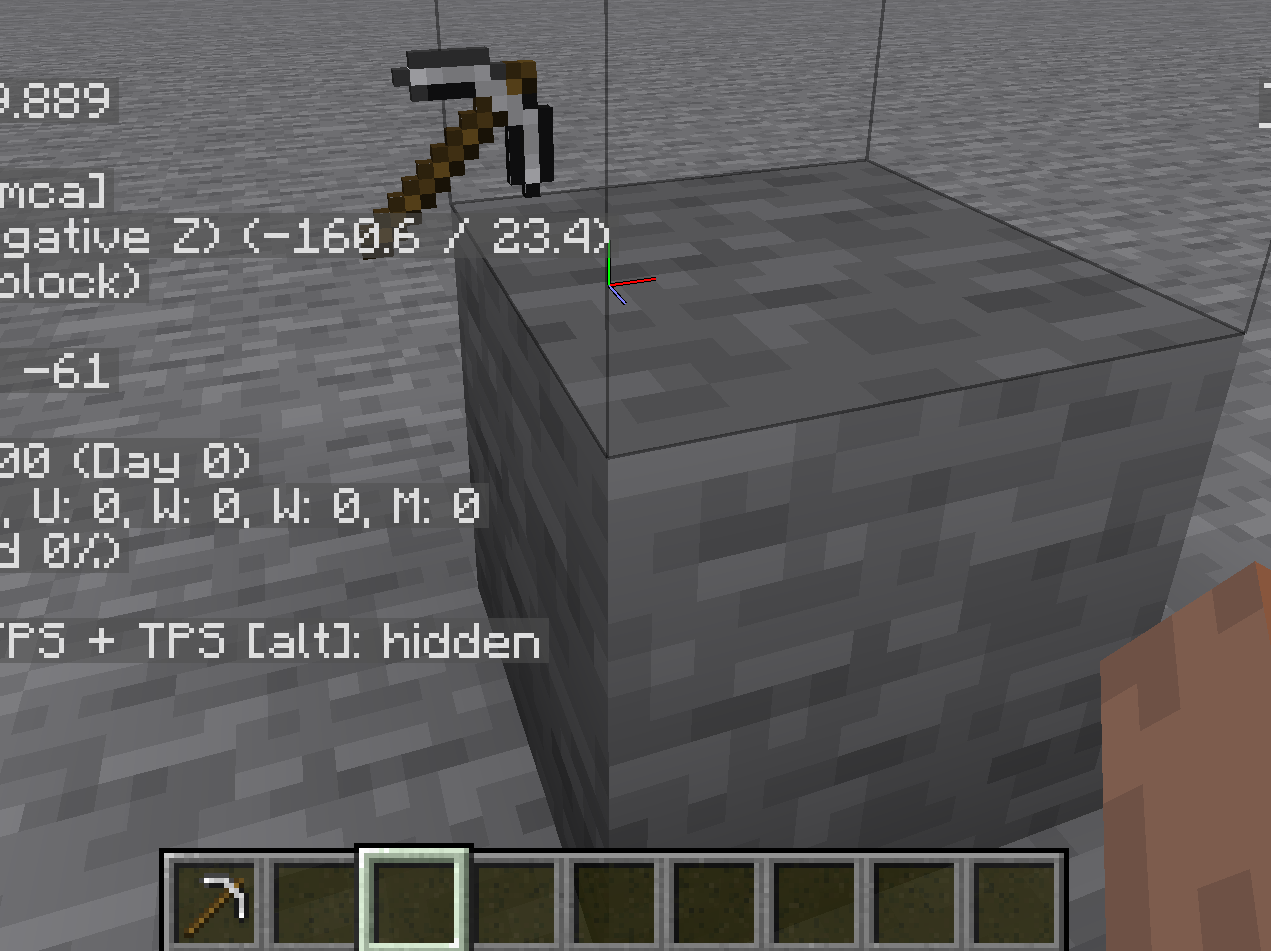 9.889
mca]
gative Z) (-160.6 / 23.4)
block)
-61
00 (Day 0)
, U: 0, W: 0, W: 0, M: 0
d 0%)
TPS + TPS [alt]: hidden